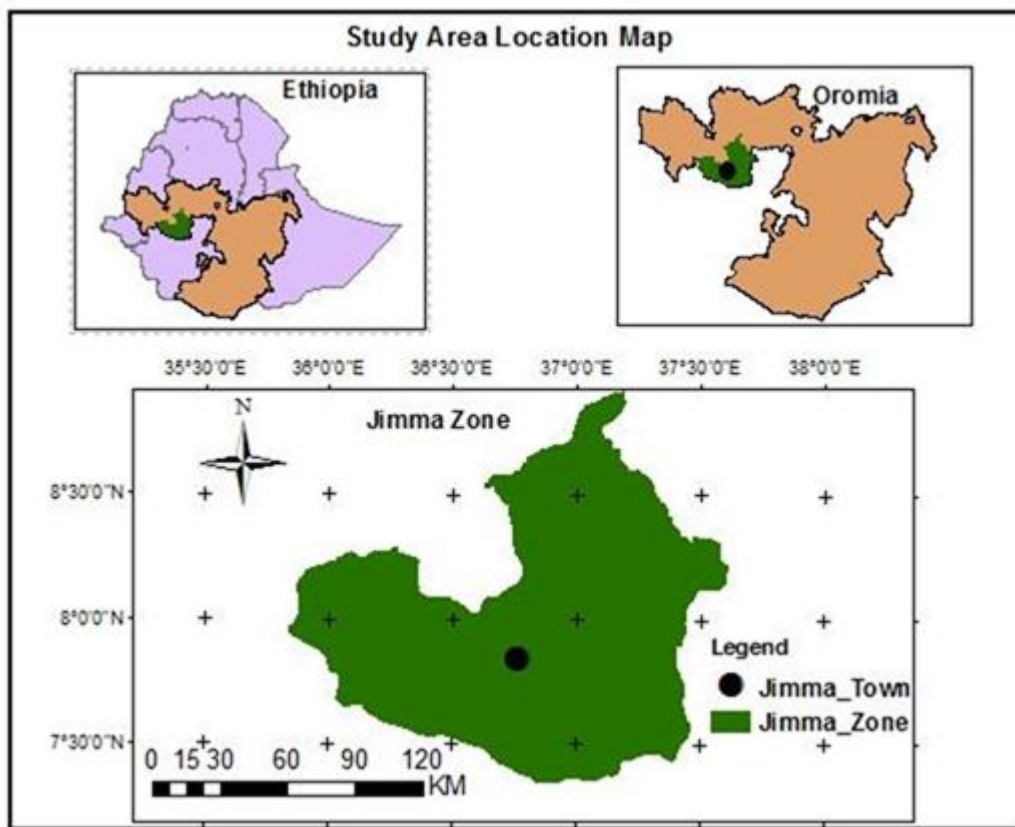 Study Area Location Map
Ethiopia
Oromia
35°30'0"E 36°0'0"E 36°30'0"E 37°0'0"E 37°30'0"E 38°0'0"E
Jimma Zone
N
8°30'0"N
8°0'0"N
7°30'0"N
Legend
Jimma_Town
Jimma_Zone
0 15 30 60 90 120
KM